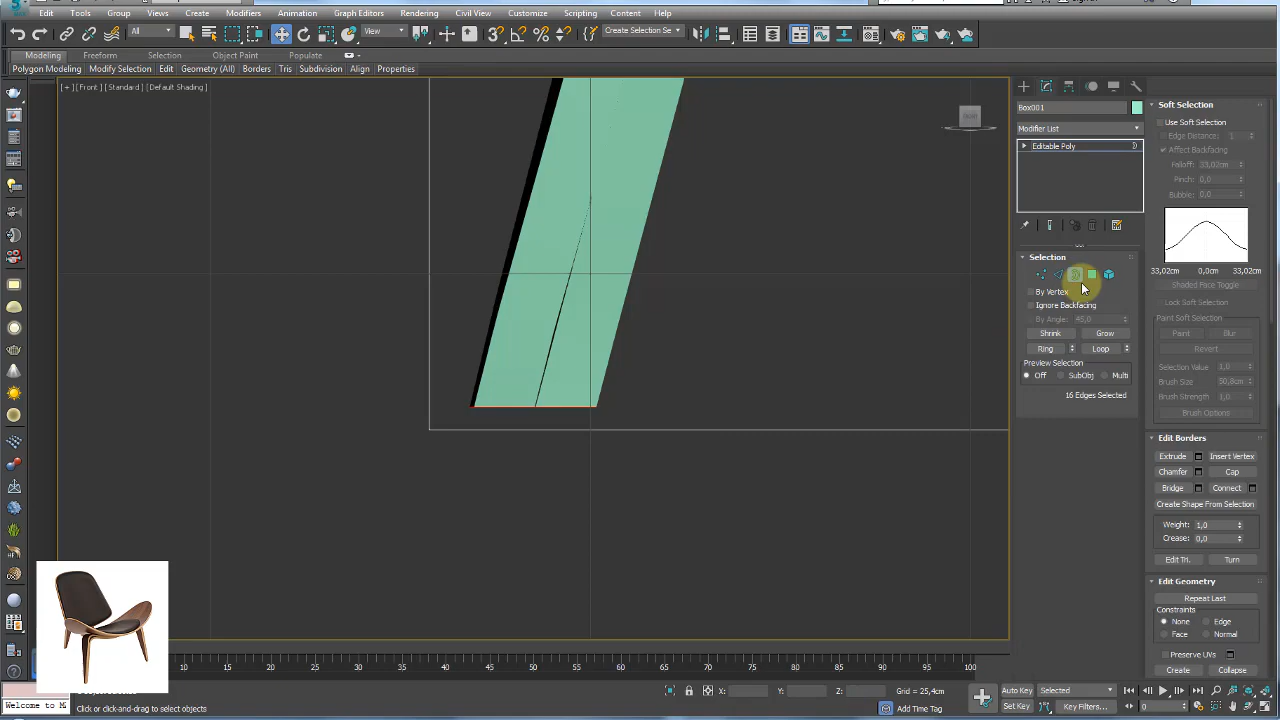 Edit Tools Group Views Create Modifiers Animation Graph Editors Rendering Civil View Customize Scripting Content Help
All View Create Selection Se
Modeling Freeform Selection Object Paint Populate
Polygon Modeling Modify Selection Edit Geometry (All) Borders Tris Subdivision Align Properties
[+] [Front] [Standard] [Default Shading]
Box001
Modifier List
Editable Poly
Selection
By Vertex
Ignore Backfacing
By Angle: 45,0
Shrink Grow
Ring Loop
Preview Selection
Off SubObj Multi
16 Edges Selected
Soft Selection
Use Soft Selection
Edge Distance: 1
Affect Backfacing
Falloff: 33,02cm
Pinch: 0,0
Bubble: 0,0
33,02cm 0,0cm 33,02cm
Shaded Face Toggle
Lock Soft Selection
Paint Soft Selection
Paint Blur
Revert
Selection Value 1,0
Brush Size 50,8cm
Brush Strength 1,0
Brush Options
Edit Borders
Extrude Insert Vertex
Chamfer Cap
Bridge Connect
Create Shape From Selection
Weight: 1,0
Crease: 0,0
Edit Tri. Turn
Edit Geometry
Repeat Last
Constraints
None Edge
Face Normal
Preserve UVs
Create Collapse
10 15 20 25 30 35 40 45 50 55 60 65 70 75 80 85 90 95 100
X: Y: Z: Grid = 25,4cm
Auto Key Selected
Welcome to Mi
Click or click-and-drag to select objects
Add Time Tag
Set Key Key Filters... 0